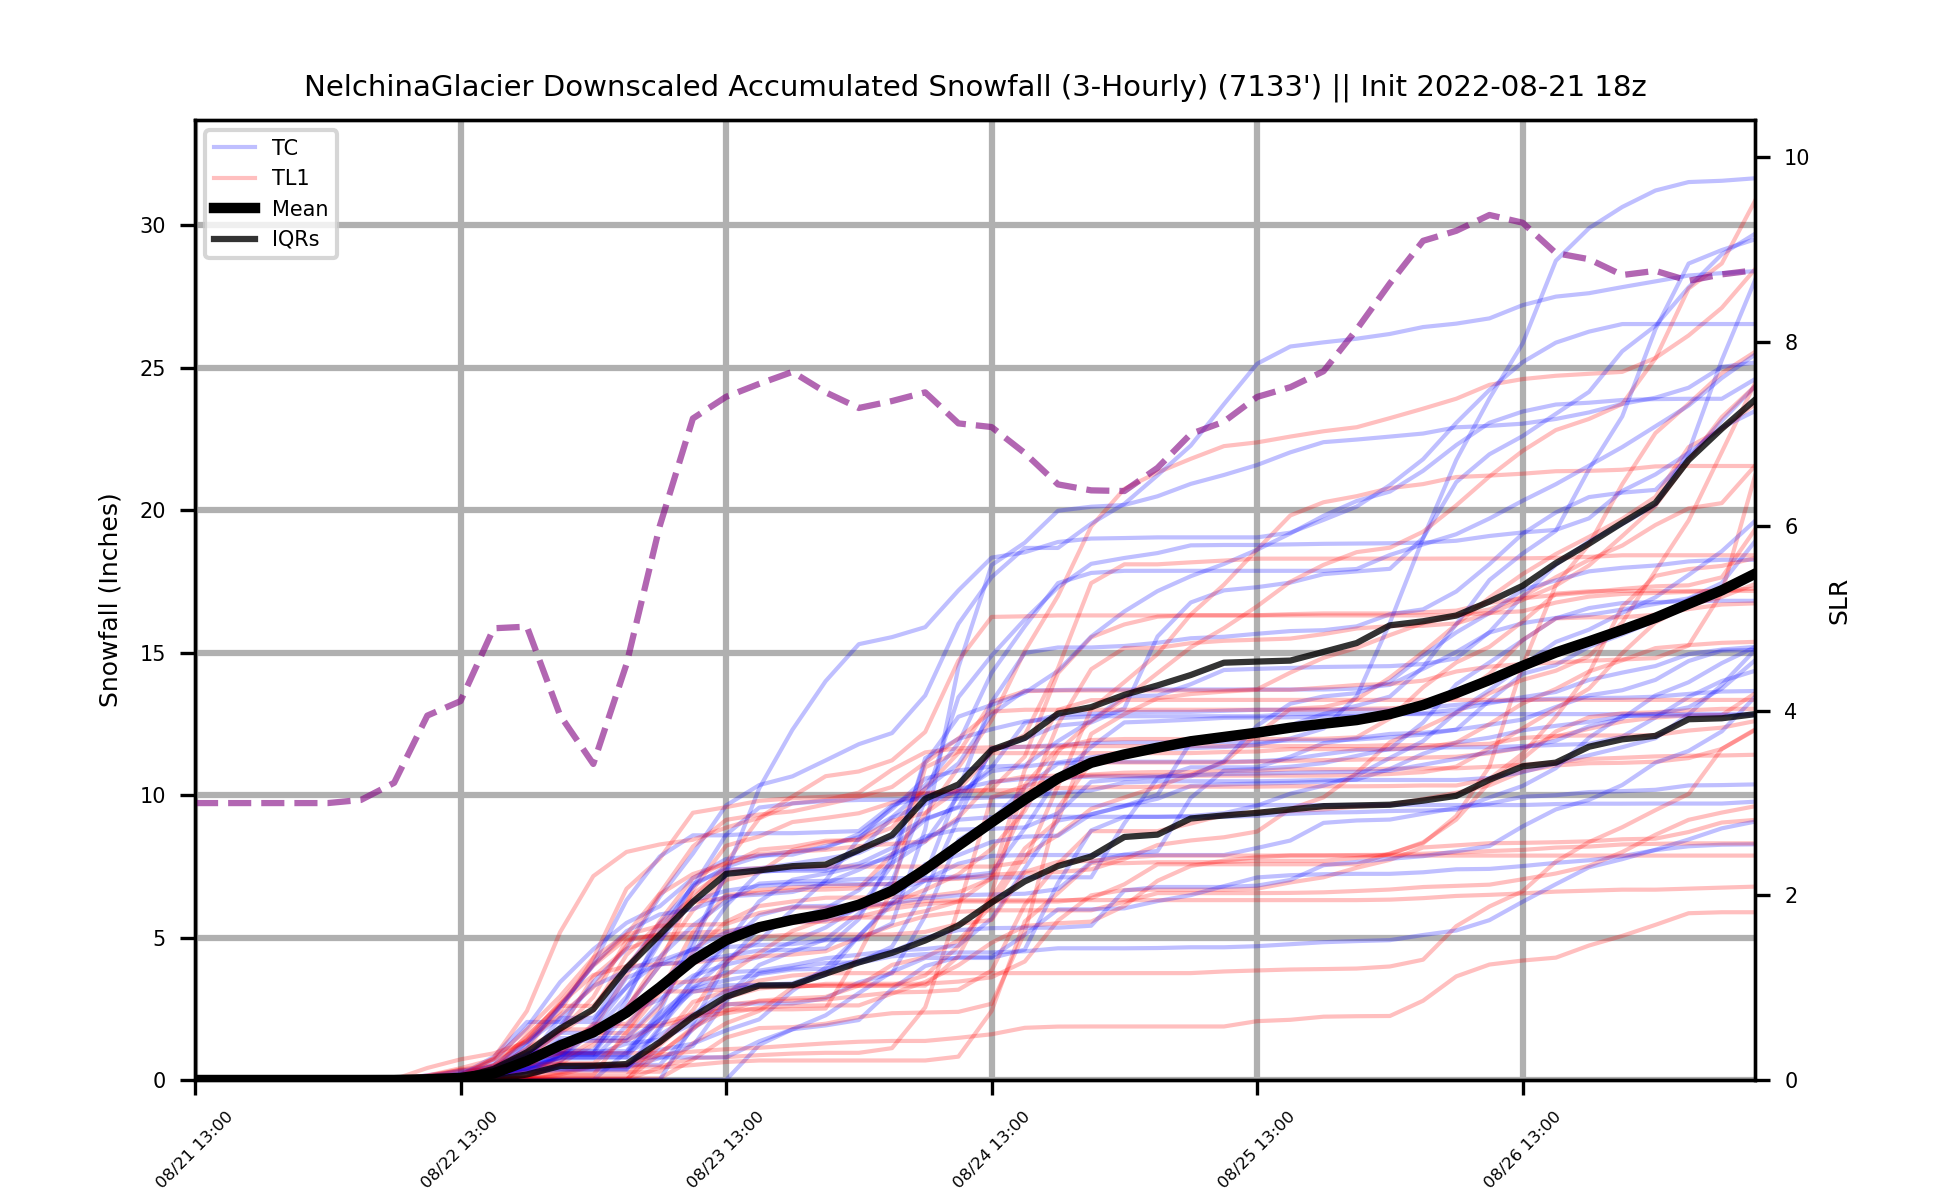 NelchinaGlacier Downscaled Accumulated Snowfall (3-Hourly) (7133') || Init 2022-08-21 18z
TC
TL1
Mean
IQRs
Snowfall (Inches)
30
25
20
15
10
5
0
10
8
6
4
2
0
SLR
08/21 13:00
08/22 13:00
08/23 13:00
08/24 13:00
08/25 13:00
08/26 13:00